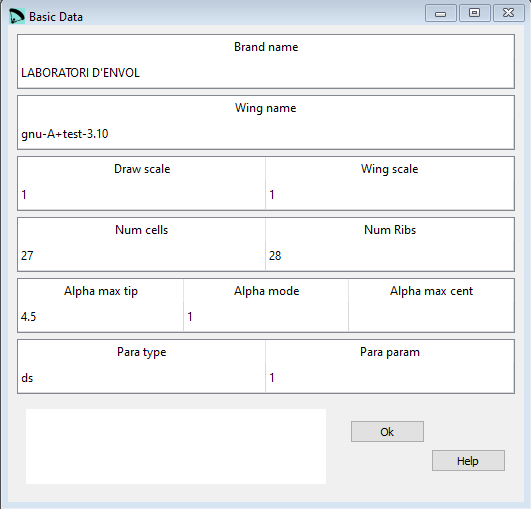 Basic Data
Brand name
LABORATORI D'ENVOL
Wing name
gnu-A+test-3.10
Draw scale Wing scale
1 1
Num cells Num Ribs
27 28
Alpha max tip Alpha mode Alpha max cent
4.5 1
Para type Para param
ds 1
Ok
Help